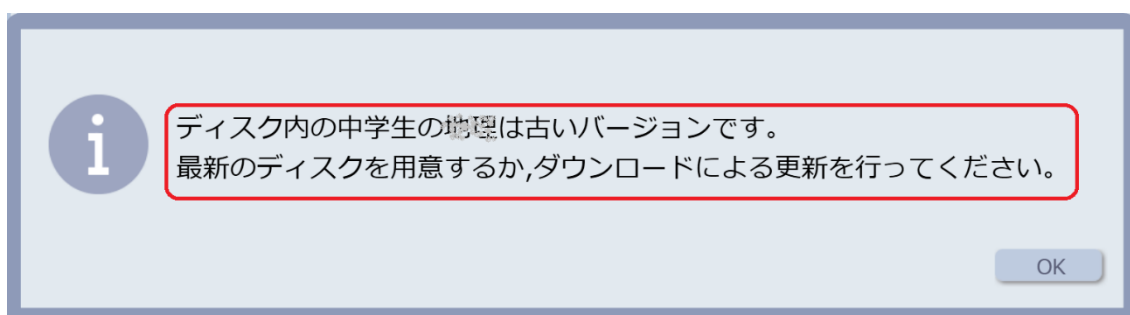 ディスク内の中学生の地理は古いバージョンです。
最新のディスクを用意するか,ダウンロードによる更新を行ってください。
OK